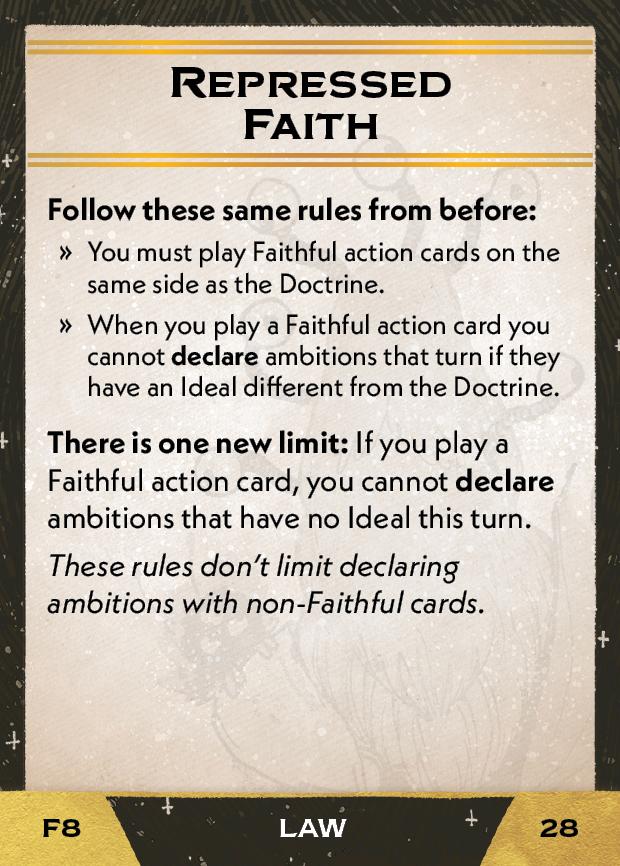 REPRESSED
FAITH
Follow these same rules from before:
» You must play Faithful action cards on the
same side as the Doctrine.
» When you play a Faithful action card you
cannot declare ambitions that turn if they
have an Ideal different from the Doctrine.
There is one new limit: If you play a
Faithful action card, you cannot declare
ambitions that have no Ideal this turn.
These rules don't limit declaring
ambitions with non-Faithful cards.
F8 LAW 28